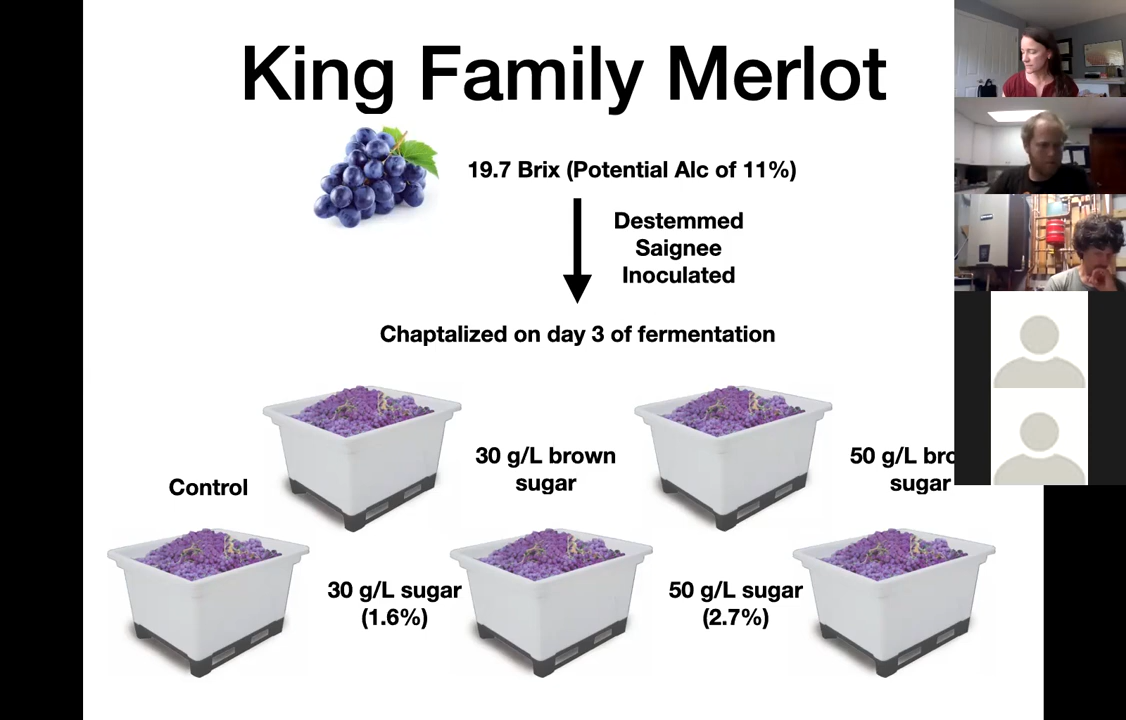 King Family Merlot
19.7 Brix (Potential Alc of 11%)
Destemmed
Saignee
Inoculated
Chaptalized on day 3 of fermentation
Control
30 g/L brown
sugar
50 g/L bro
sugar
30 g/L sugar
(1.6%)
50 g/L sugar
(2.7%)